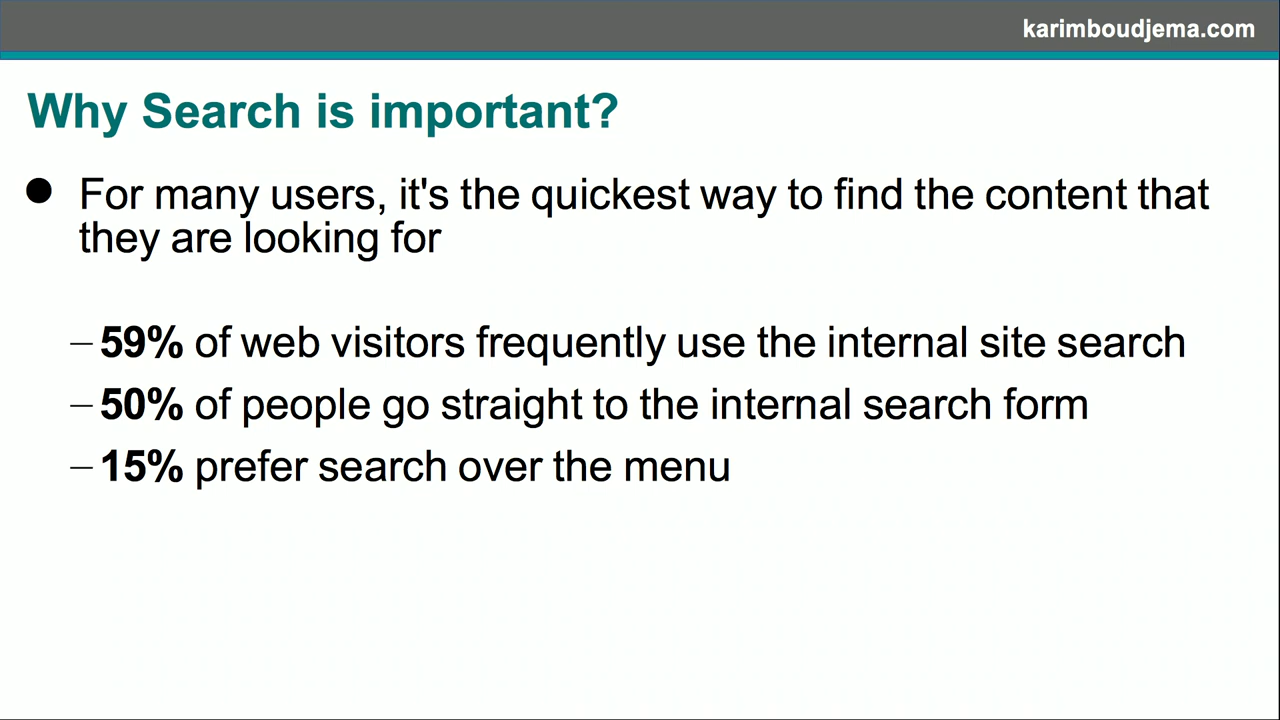 karimboudjema.com
Why Search is important?
● For many users, it's the quickest way to find the content that
they are looking for
– 59% of web visitors frequently use the internal site search
– 50% of people go straight to the internal search form
– 15% prefer search over the menu